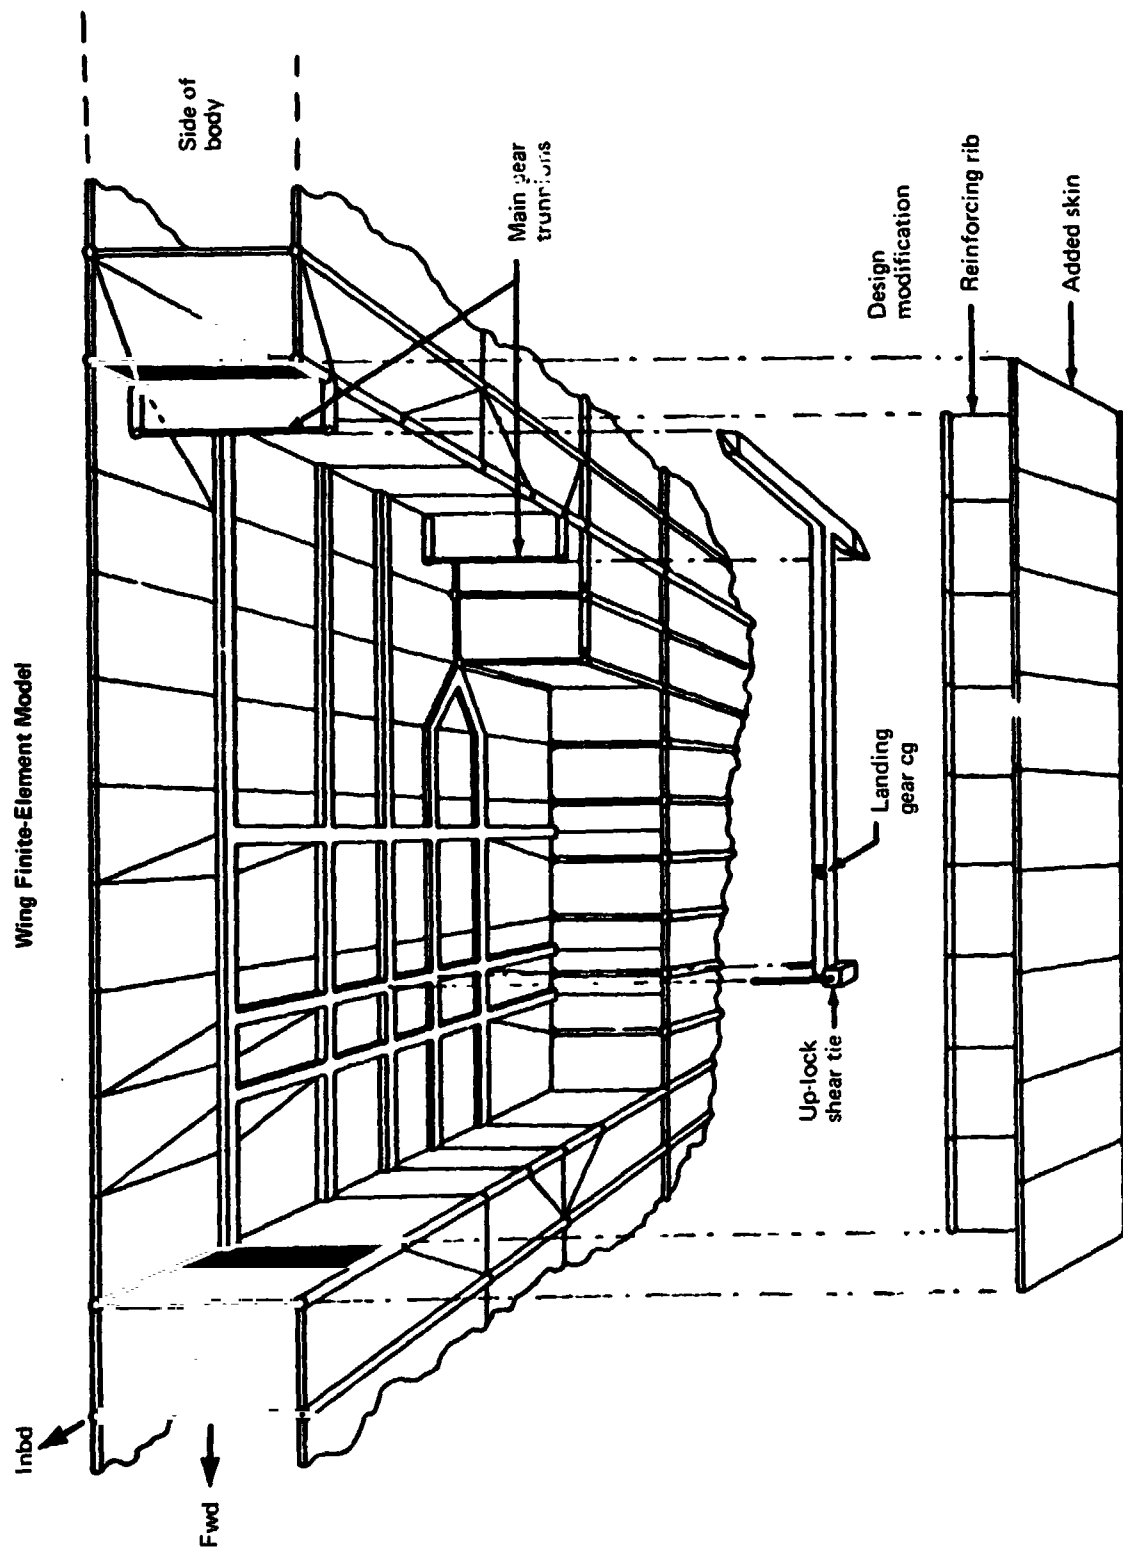 Wing Finite-Element Model
Inbd
Fwd
Side of
body
Main gear
trunnions
Up-lock
shear tie
Landing
gear cg
Design
modification
Reinforcing rib
Added skin